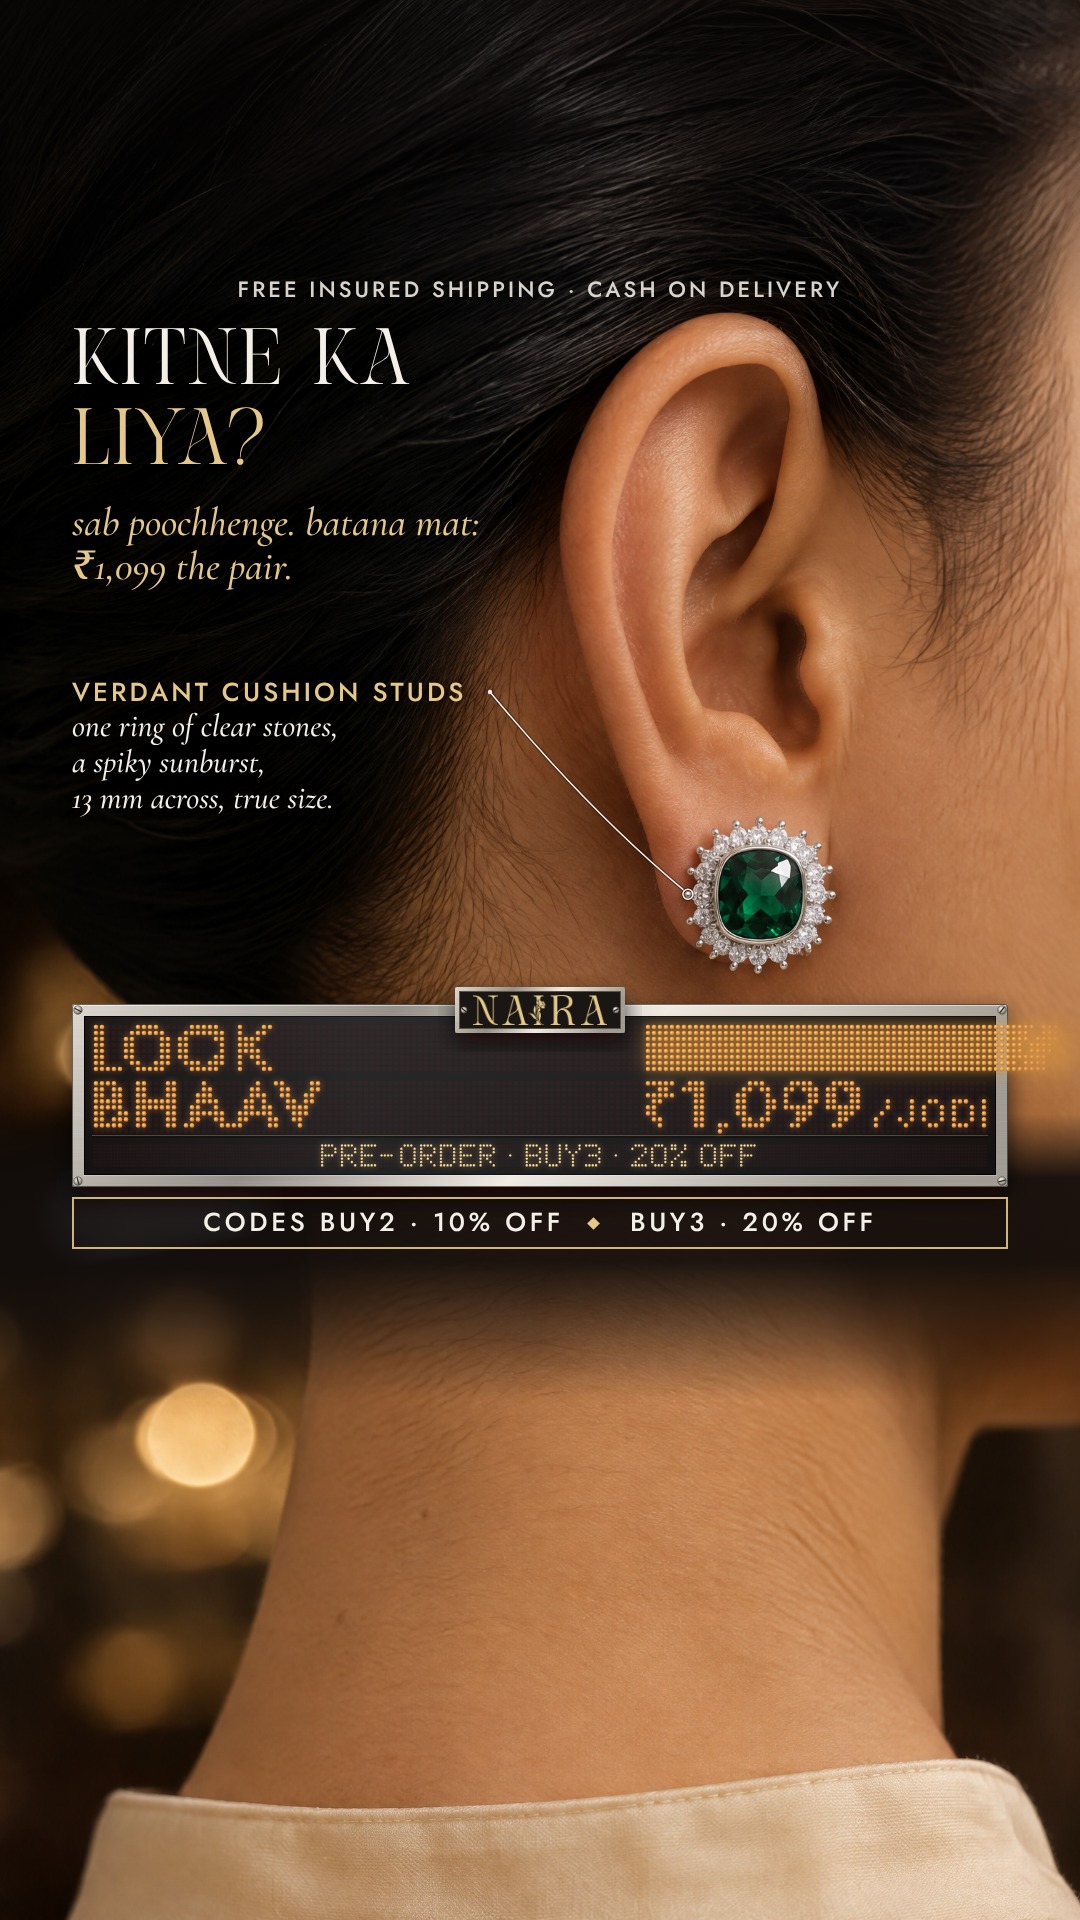 FREE INSURED SHIPPING · CASH ON DELIVERY
KITNE KA
LIYA?
sab poochhenge. batana mat:
₹1,099 the pair.
VERDANT CUSHION STUDS
one ring of clear stones,
a spiky sunburst,
13 mm across, true size.
NAIRA
LOOK
BHAAV ₹1,099 /JODI
PRE-ORDER · BUY3 · 20% OFF
CODES BUY2 · 10% OFF ◆ BUY3 · 20% OFF